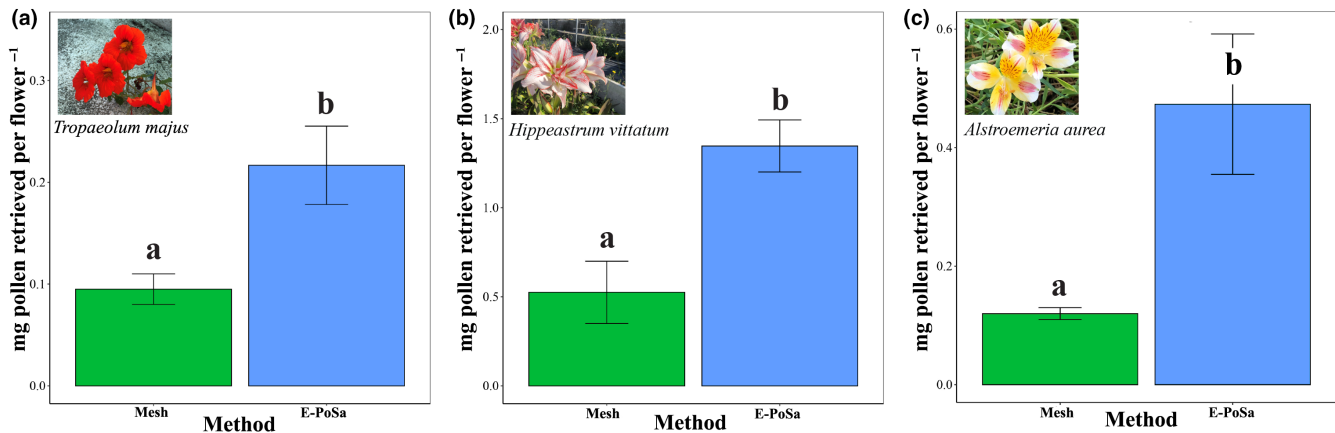 (a)
mg pollen retrieved per flower ⁻¹
0.3
0.2
0.1
0.0
Tropaeolum majus
a
b
Mesh
E-PoSa
Method
(b)
mg pollen retrieved per flower ⁻¹
2.0
1.5
1.0
0.5
0.0
Hippeastrum vittatum
a
b
Mesh
E-PoSa
Method
(c)
mg pollen retrieved per flower ⁻¹
0.6
0.4
0.2
0.0
Alstroemeria aurea
a
b
Mesh
E-PoSa
Method